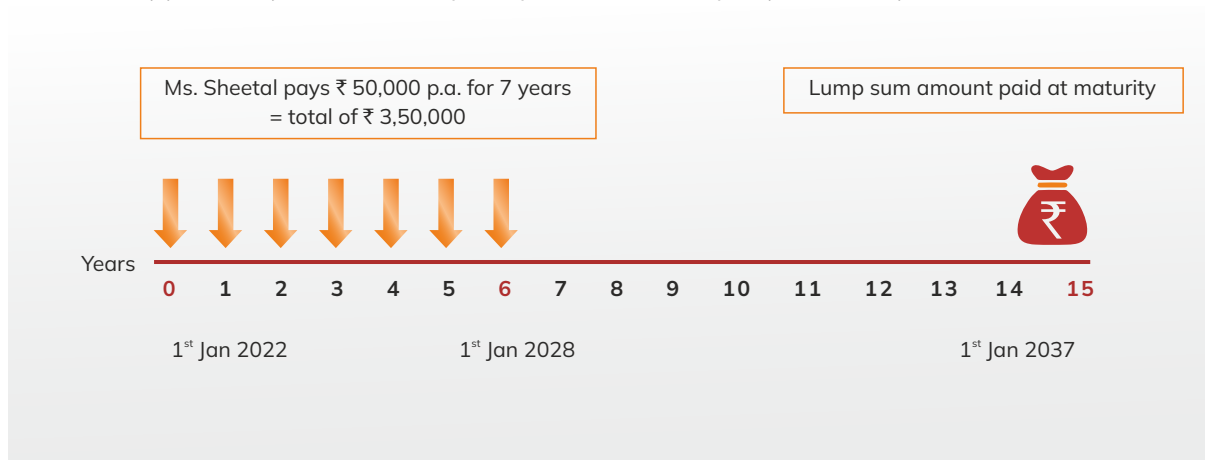 Ms. Sheetal pays ₹ 50,000 p.a. for 7 years
= total of ₹ 3,50,000
Lump sum amount paid at maturity
₹
Years
0 1 2 3 4 5 6 7 8 9 10 11 12 13 14 15
1st Jan 2022 1st Jan 2028 1st Jan 2037